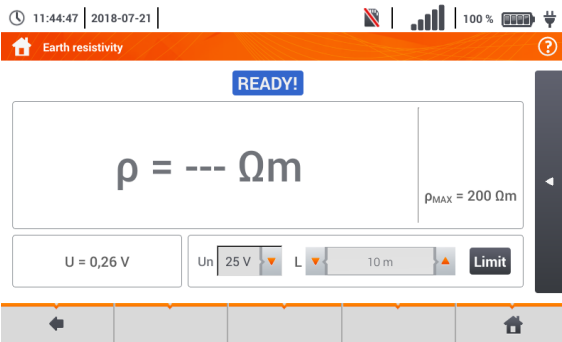 11:44:47 2018-07-21 100 %
Earth resistivity ?
READY!
ρ = --- Ωm
ρMAX = 200 Ωm
U = 0,26 V
Un 25 V L 10 m Limit